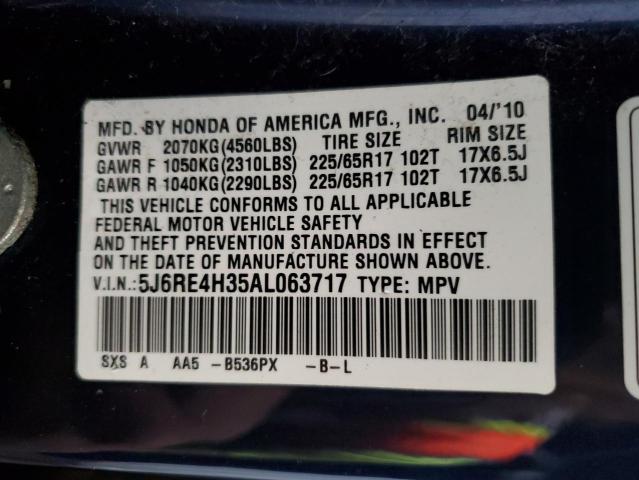 MFD. BY HONDA OF AMERICA MFG., INC. 04/'10
GVWR 2070KG(4560LBS) TIRE SIZE RIM SIZE
GAWR F 1050KG(2310LBS) 225/65R17 102T 17X6.5J
GAWR R 1040KG(2290LBS) 225/65R17 102T 17X6.5J
THIS VEHICLE CONFORMS TO ALL APPLICABLE
FEDERAL MOTOR VEHICLE SAFETY
AND THEFT PREVENTION STANDARDS IN EFFECT
ON THE DATE OF MANUFACTURE SHOWN ABOVE.
V.I.N.:5J6RE4H35AL063717 TYPE: MPV
SXS A AA5 -B536PX -B-L